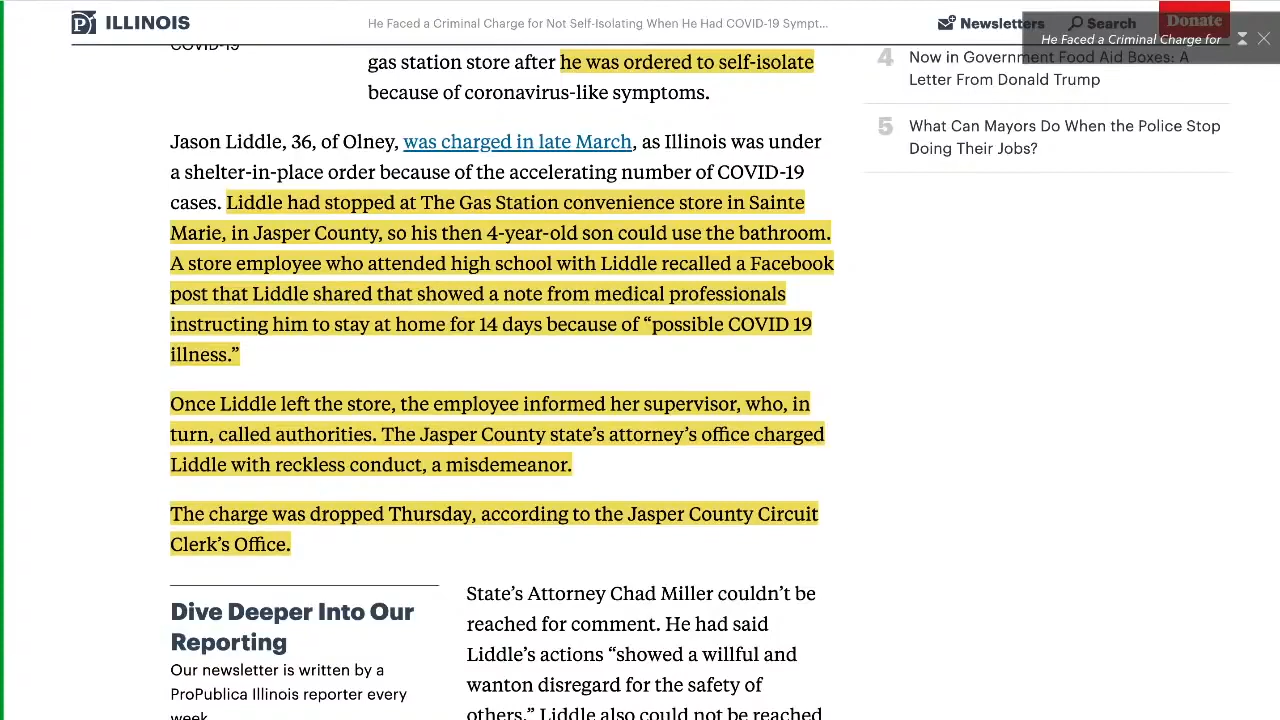 ILLINOIS
He Faced a Criminal Charge for Not Self-Isolating When He Had COVID-19 Sympt...
Newsletters
Search
Donate
He Faced a Criminal Charge for
COVID-19
gas station store after he was ordered to self-isolate
because of coronavirus-like symptoms.
Jason Liddle, 36, of Olney, was charged in late March, as Illinois was under
a shelter-in-place order because of the accelerating number of COVID-19
cases. Liddle had stopped at The Gas Station convenience store in Sainte
Marie, in Jasper County, so his then 4-year-old son could use the bathroom.
A store employee who attended high school with Liddle recalled a Facebook
post that Liddle shared that showed a note from medical professionals
instructing him to stay at home for 14 days because of “possible COVID 19
illness.”
Once Liddle left the store, the employee informed her supervisor, who, in
turn, called authorities. The Jasper County state’s attorney’s office charged
Liddle with reckless conduct, a misdemeanor.
The charge was dropped Thursday, according to the Jasper County Circuit
Clerk’s Office.
Dive Deeper Into Our
Reporting
Our newsletter is written by a
ProPublica Illinois reporter every
week
State’s Attorney Chad Miller couldn’t be
reached for comment. He had said
Liddle’s actions “showed a willful and
wanton disregard for the safety of
others.” Liddle also could not be reached
4 Now in Government Food Aid Boxes: A
Letter From Donald Trump
5 What Can Mayors Do When the Police Stop
Doing Their Jobs?